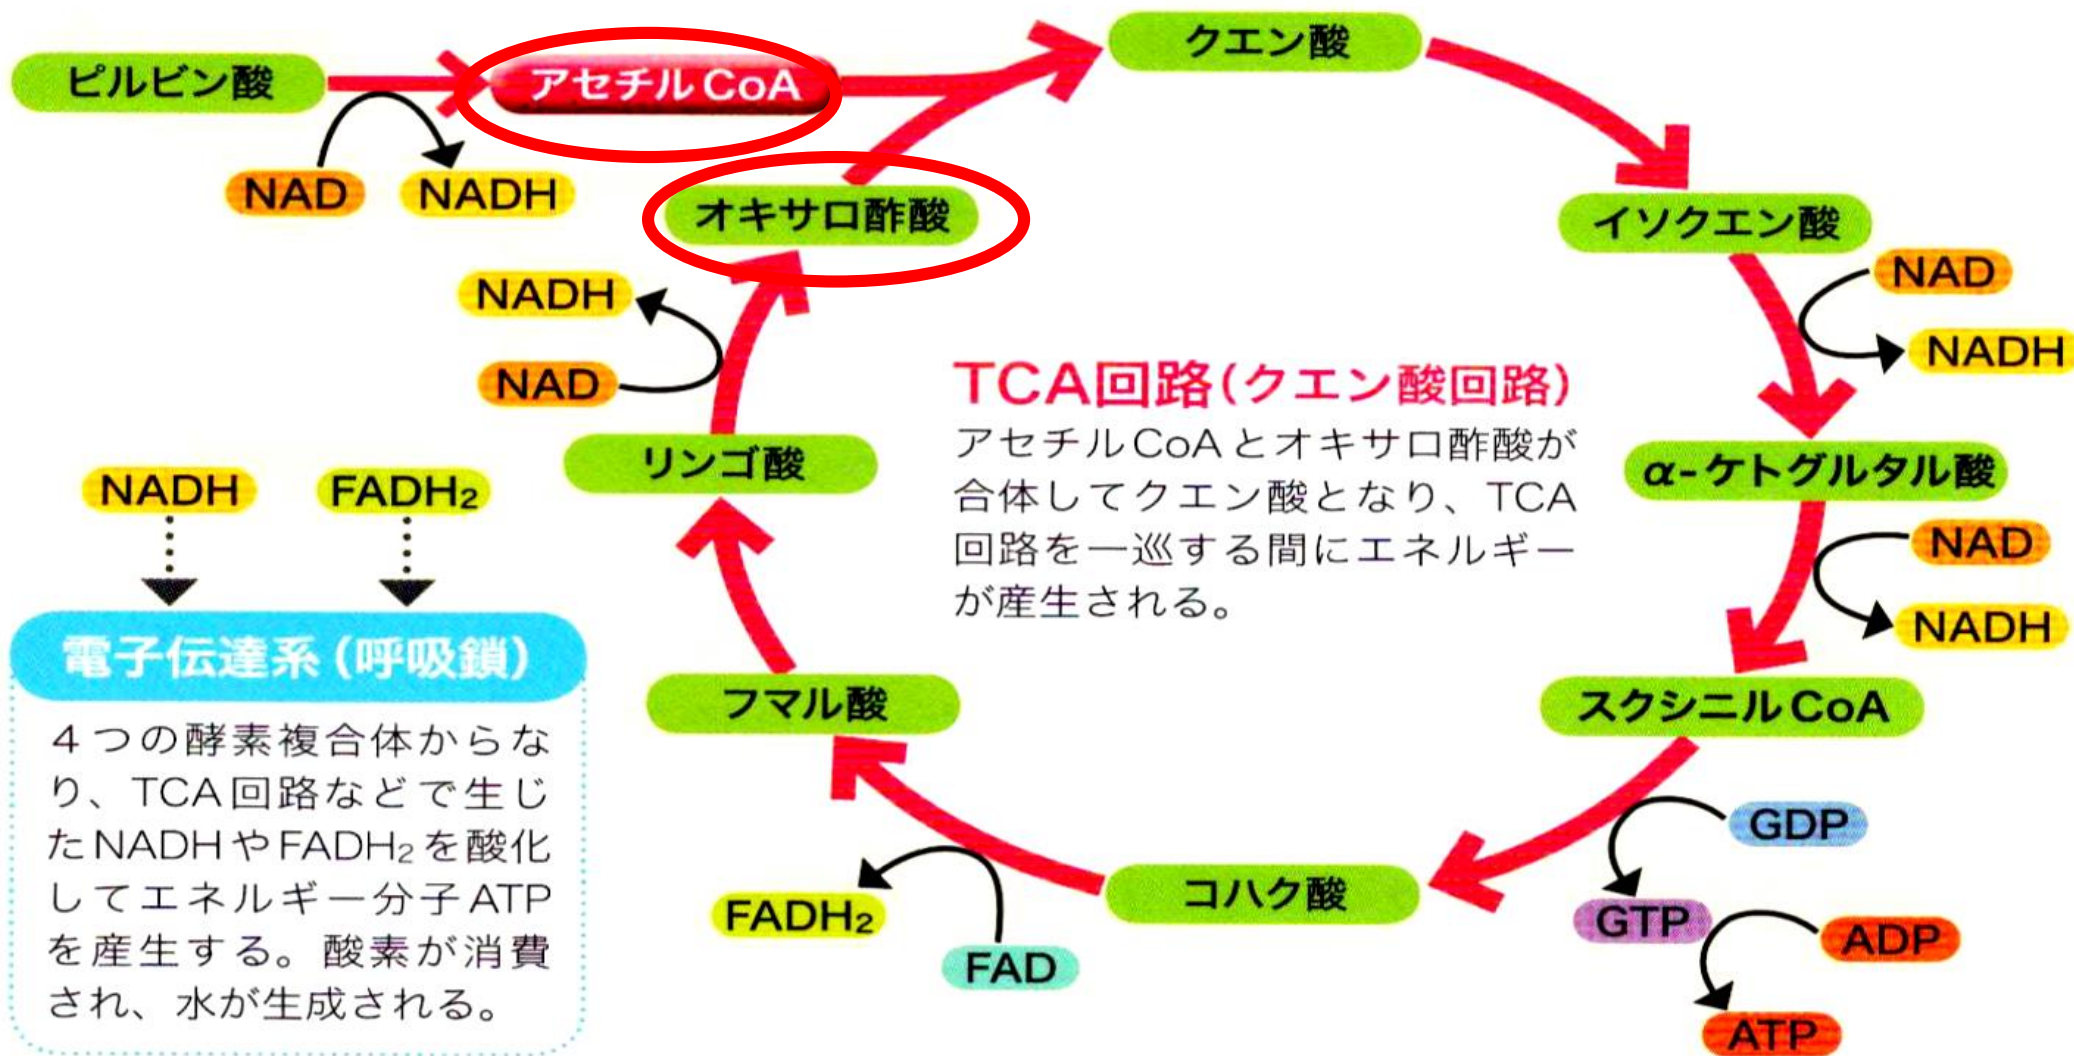 ピルビン酸
アセチルCoA
クエン酸
NAD
NADH
オキサロ酢酸
イソクエン酸
NADH
NAD
NAD
NADH
TCA回路(クエン酸回路)
アセチルCoAとオキサロ酢酸が
合体してクエン酸となり、TCA
回路を一巡する間にエネルギー
が産生される。
リンゴ酸
α-ケトグルタル酸
NADH
FADH₂
NAD
NADH
電子伝達系(呼吸鎖)
4つの酵素複合体からな
り、TCA回路などで生じ
たNADHやFADH₂を酸化
してエネルギー分子ATP
を産生する。酸素が消費
され、水が生成される。
フマル酸
スクシニルCoA
コハク酸
FADH₂
FAD
GDP
GTP
ADP
ATP